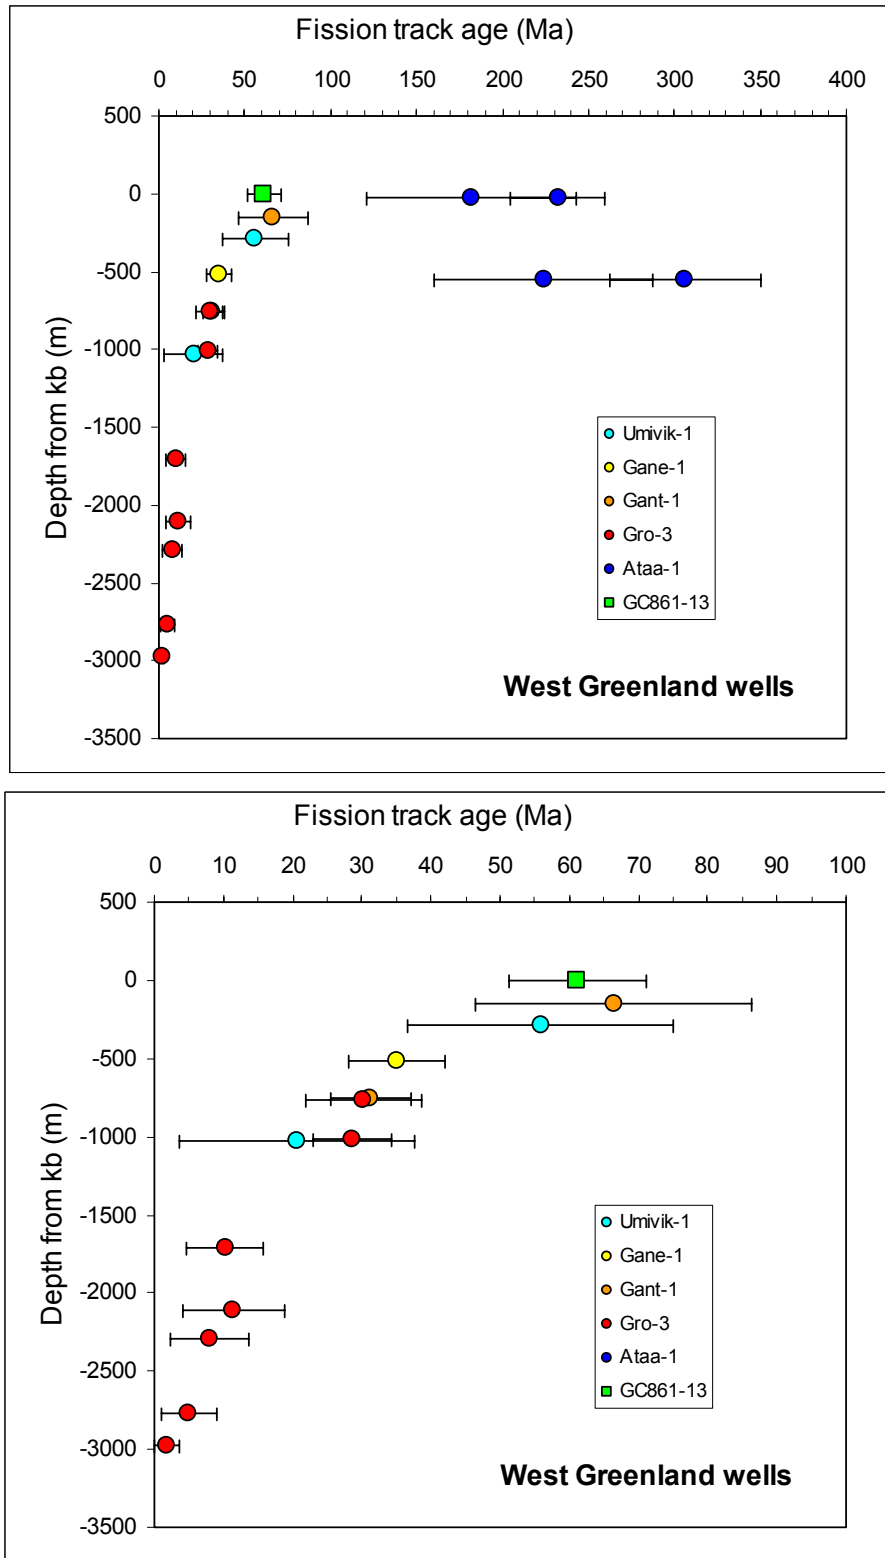 Fission track age (Ma)
0 50 100 150 200 250 300 350 400
500
0
-500
-1000
-1500
-2000
-2500
-3000
-3500
Depth from kb (m)
Umivik-1
Gane-1
Gant-1
Gro-3
Ataa-1
GC861-13
West Greenland wells
Fission track age (Ma)
0 10 20 30 40 50 60 70 80 90 100
500
0
-500
-1000
-1500
-2000
-2500
-3000
-3500
Depth from kb (m)
Umivik-1
Gane-1
Gant-1
Gro-3
Ataa-1
GC861-13
West Greenland wells